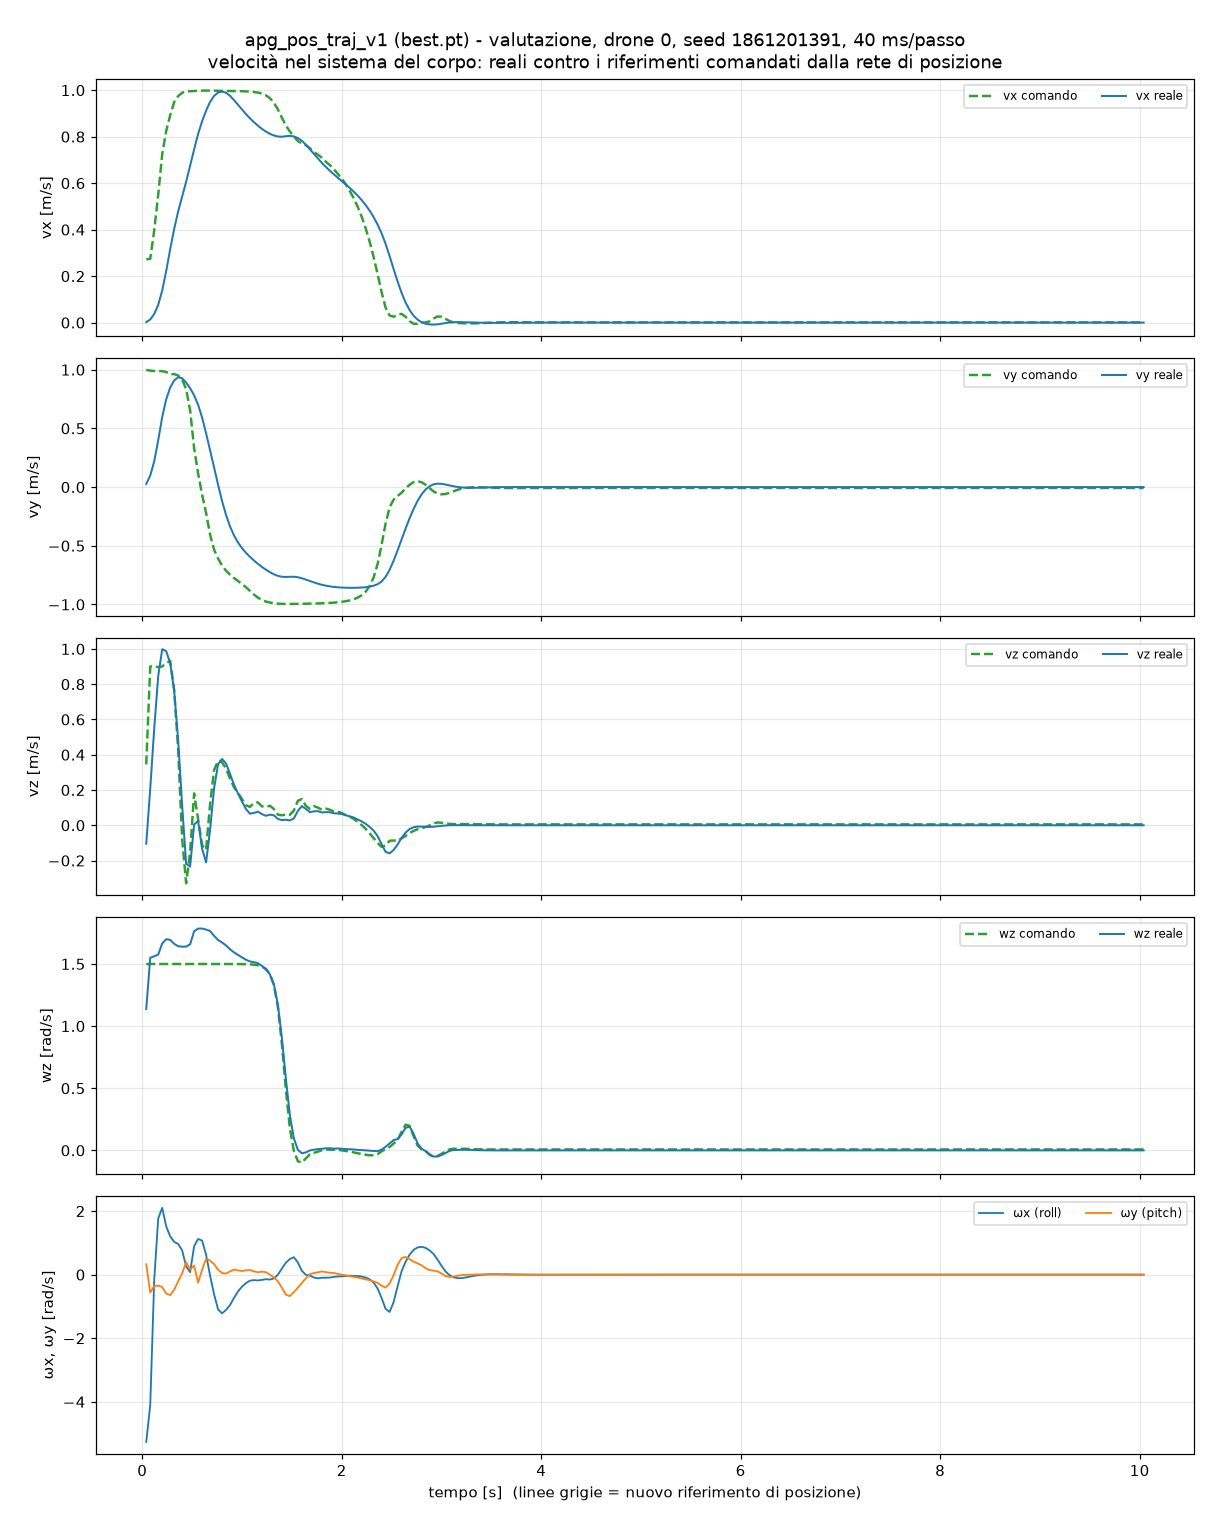 apg_pos_traj_v1 (best.pt) - valutazione, drone 0, seed 1861201391, 40 ms/passo
velocità nel sistema del corpo: reali contro i riferimenti comandati dalla rete di posizione
vx [m/s]
1.0
0.8
0.6
0.4
0.2
0.0
vx comando
vx reale
vy [m/s]
1.0
0.5
0.0
−0.5
−1.0
vy comando
vy reale
vz [m/s]
1.0
0.8
0.6
0.4
0.2
0.0
−0.2
vz comando
vz reale
wz [rad/s]
1.5
1.0
0.5
0.0
wz comando
wz reale
ωx, ωy [rad/s]
2
0
−2
−4
ωx (roll)
ωy (pitch)
0
2
4
6
8
10
tempo [s]  (linee grigie = nuovo riferimento di posizione)